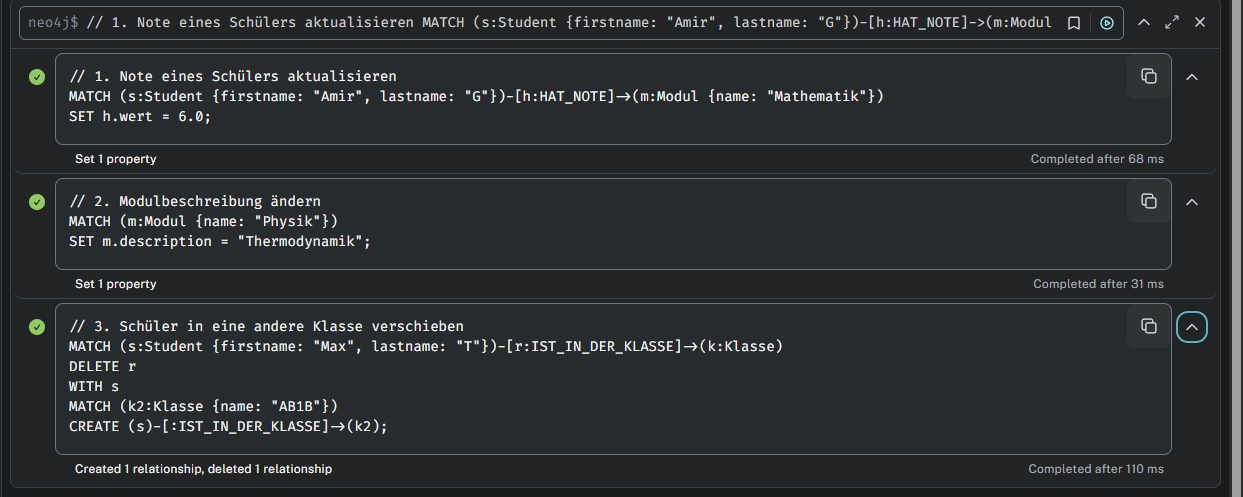 neo4j$ // 1. Note eines Schülers aktualisieren MATCH (s:Student {firstname: "Amir", lastname: "G"})-[h:HAT_NOTE]->(m:Modul
// 1. Note eines Schülers aktualisieren
MATCH (s:Student {firstname: "Amir", lastname: "G"})-[h:HAT_NOTE]->(m:Modul {name: "Mathematik"})
SET h.wert = 6.0;
Set 1 property
Completed after 68 ms
// 2. Modulbeschreibung ändern
MATCH (m:Modul {name: "Physik"})
SET m.description = "Thermodynamik";
Set 1 property
Completed after 31 ms
// 3. Schüler in eine andere Klasse verschieben
MATCH (s:Student {firstname: "Max", lastname: "T"})-[r:IST_IN_DER_KLASSE]->(k:Klasse)
DELETE r
WITH s
MATCH (k2:Klasse {name: "AB1B"})
CREATE (s)-[:IST_IN_DER_KLASSE]->(k2);
Created 1 relationship, deleted 1 relationship
Completed after 110 ms